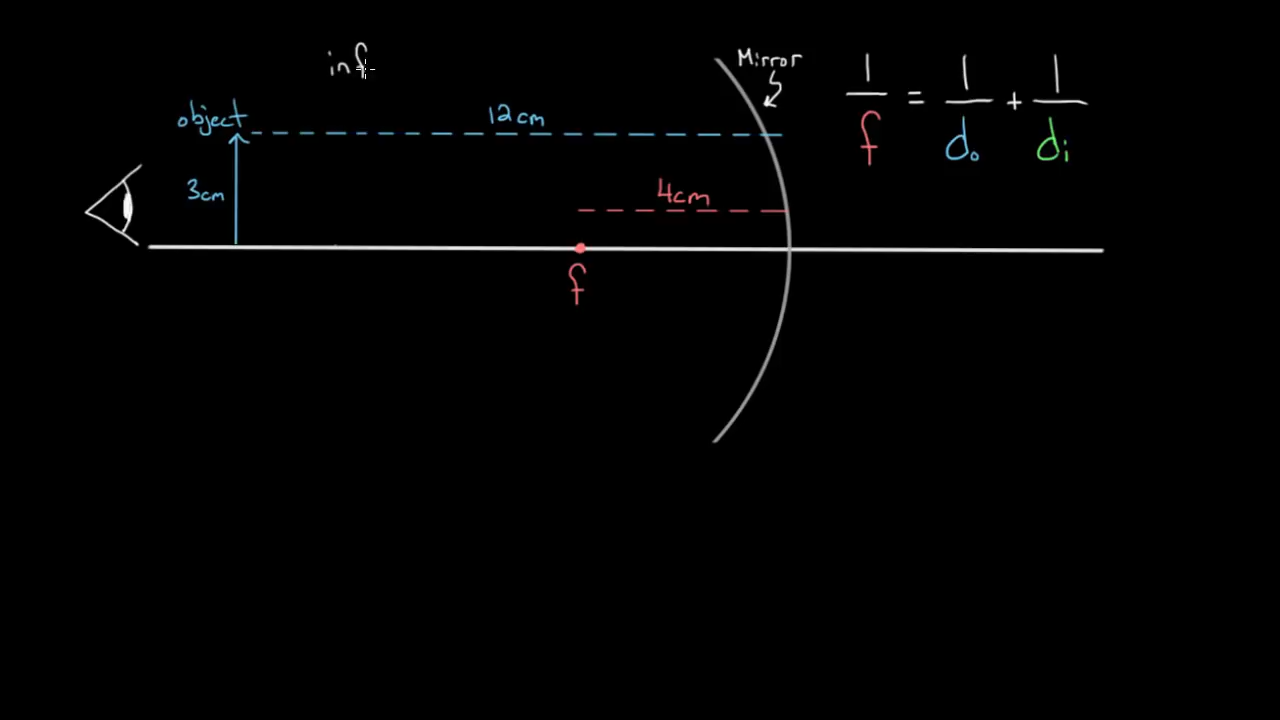 inf
Mirror
object
12cm
3cm
4cm
f
1/f = 1/do + 1/di